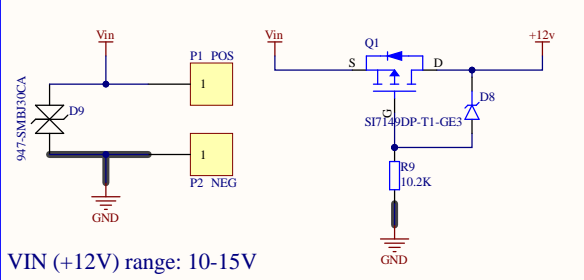 Vin
P1 POS
1
D9
947-SMBJ30CA
1
P2 NEG
GND
Vin
Q1
+12v
S
D
G
D8
SI7149DP-T1-GE3
R9
10.2K
GND
VIN (+12V) range: 10-15V